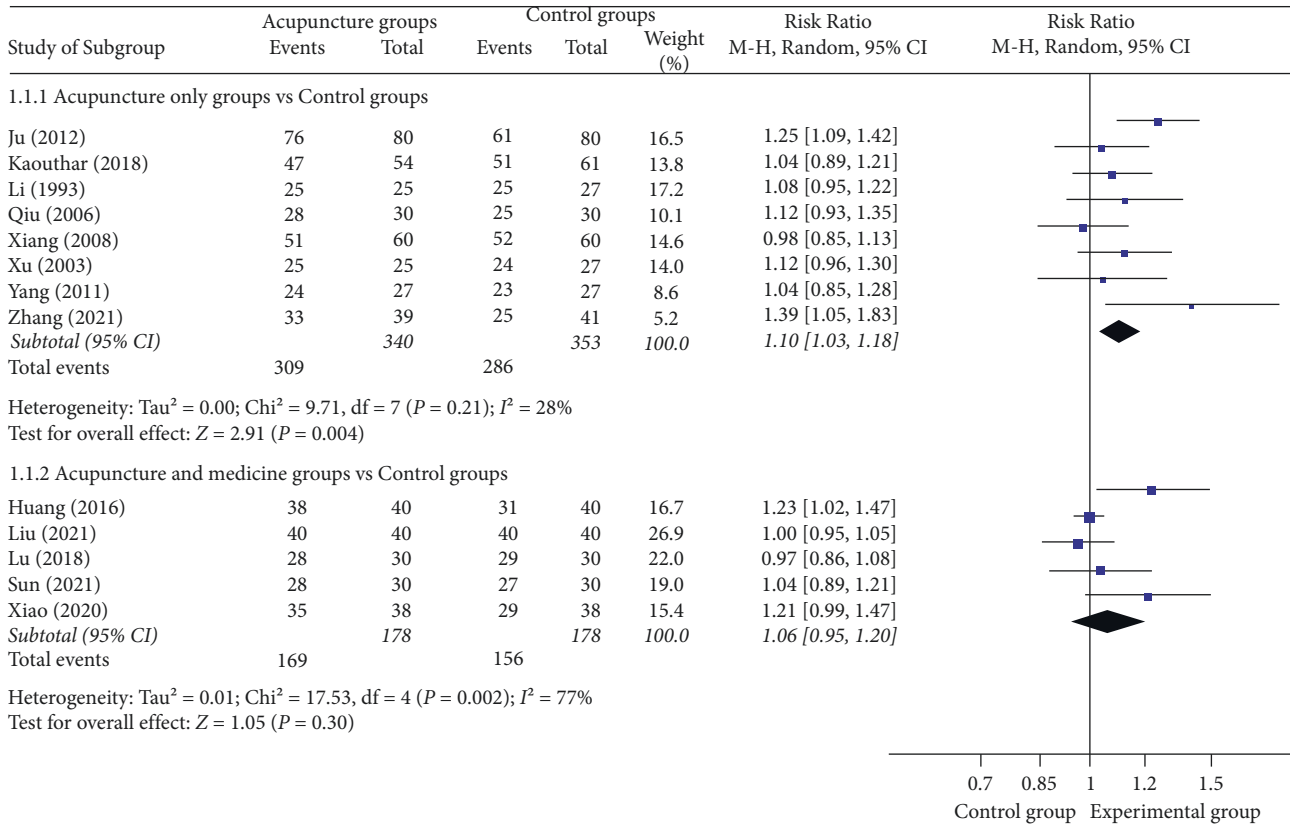 Acupuncture groups Control groups Risk Ratio Risk Ratio
Study of Subgroup Events Total Events Total Weight (%) M-H, Random, 95% CI M-H, Random, 95% CI
1.1.1 Acupuncture only groups vs Control groups
Ju (2012) 76 80 61 80 16.5 1.25 [1.09, 1.42]
Kaouthar (2018) 47 54 51 61 13.8 1.04 [0.89, 1.21]
Li (1993) 25 25 25 27 17.2 1.08 [0.95, 1.22]
Qiu (2006) 28 30 25 30 10.1 1.12 [0.93, 1.35]
Xiang (2008) 51 60 52 60 14.6 0.98 [0.85, 1.13]
Xu (2003) 25 25 24 27 14.0 1.12 [0.96, 1.30]
Yang (2011) 24 27 23 27 8.6 1.04 [0.85, 1.28]
Zhang (2021) 33 39 25 41 5.2 1.39 [1.05, 1.83]
Subtotal (95% CI) 340 353 100.0 1.10 [1.03, 1.18]
Total events 309 286
Heterogeneity: Tau² = 0.00; Chi² = 9.71, df = 7 (P = 0.21); I² = 28%
Test for overall effect: Z = 2.91 (P = 0.004)
1.1.2 Acupuncture and medicine groups vs Control groups
Huang (2016) 38 40 31 40 16.7 1.23 [1.02, 1.47]
Liu (2021) 40 40 40 40 26.9 1.00 [0.95, 1.05]
Lu (2018) 28 30 29 30 22.0 0.97 [0.86, 1.08]
Sun (2021) 28 30 27 30 19.0 1.04 [0.89, 1.21]
Xiao (2020) 35 38 29 38 15.4 1.21 [0.99, 1.47]
Subtotal (95% CI) 178 178 100.0 1.06 [0.95, 1.20]
Total events 169 156
Heterogeneity: Tau² = 0.01; Chi² = 17.53, df = 4 (P = 0.002); I² = 77%
Test for overall effect: Z = 1.05 (P = 0.30)
0.7 0.85 1 1.2 1.5
Control group Experimental group